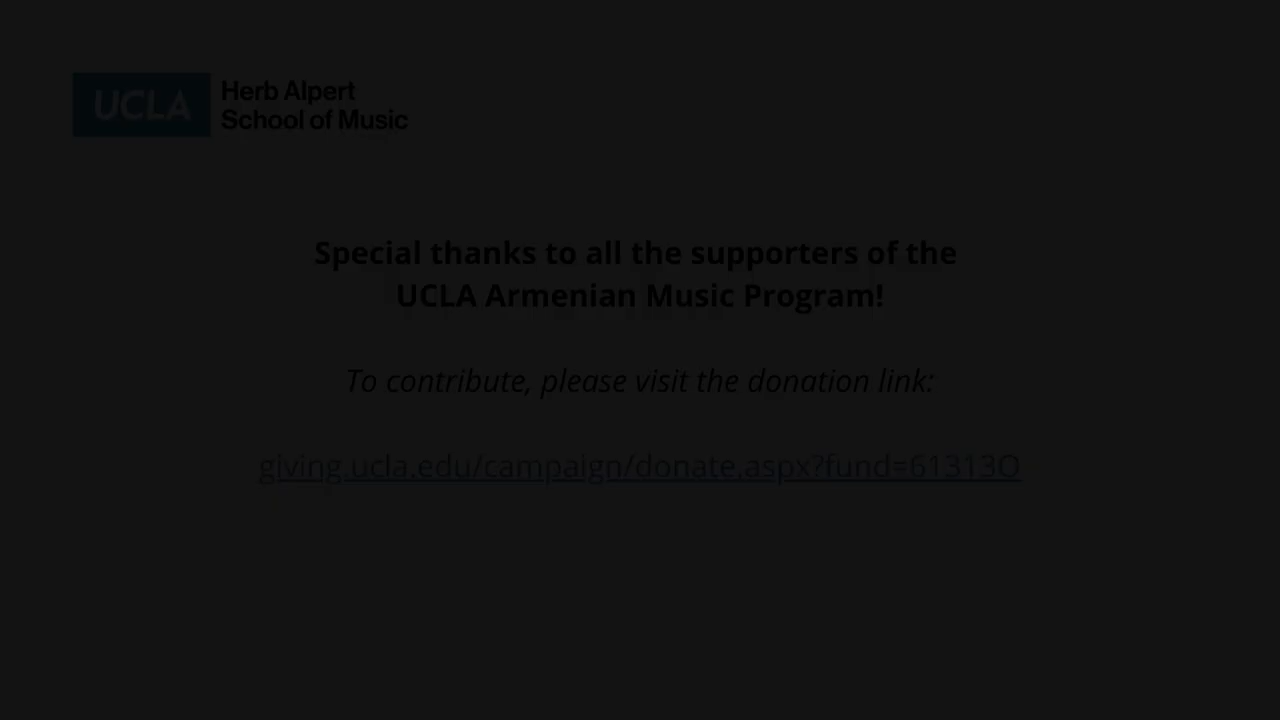 UCLA
Herb Alpert
School of Music
Special thanks to all the supporters of the
UCLA Armenian Music Program!
To contribute, please visit the donation link:
giving.ucla.edu/campaign/donate.aspx?fund=61313O